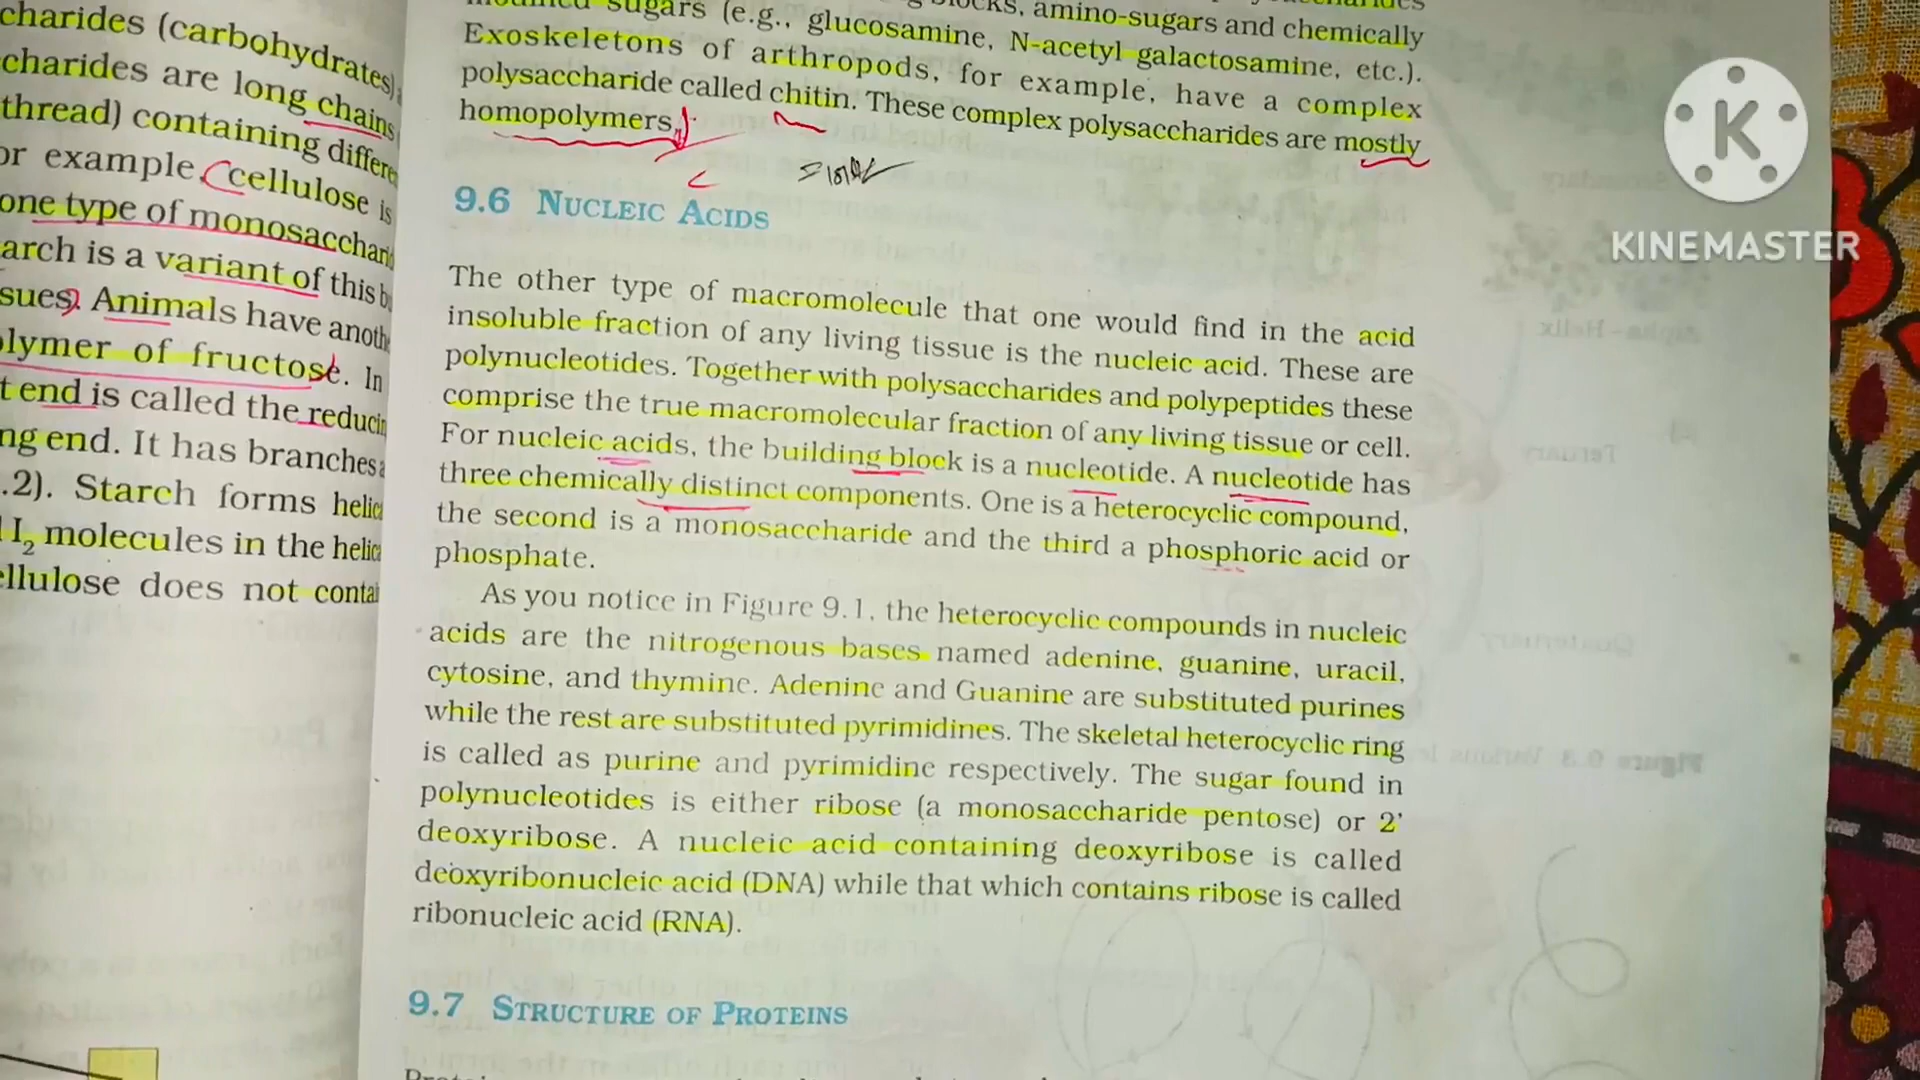 charides (carbohydrates)
charides are long chains
thread) containing differe
or example, cellulose is
one type of monosacchari
arch is a variant of this b
sues). Animals have anoth
lymer of fructose. In
t end is called the reducin
ng end. It has branches a
.2). Starch forms helic
I2 molecules in the helic
ellulose does not contai
sugars (e.g., glucosamine, N-acetyl galactosamine, etc.).
blocks, amino-sugars and chemically
Exoskeletons of arthropods, for example, have a complex
polysaccharide called chitin. These complex polysaccharides are mostly
homopolymers.
9.6 NUCLEIC ACIDS
The other type of macromolecule that one would find in the acid
insoluble fraction of any living tissue is the nucleic acid. These are
polynucleotides. Together with polysaccharides and polypeptides these
comprise the true macromolecular fraction of any living tissue or cell.
For nucleic acids, the building block is a nucleotide. A nucleotide has
three chemically distinct components. One is a heterocyclic compound,
the second is a monosaccharide and the third a phosphoric acid or
phosphate.
As you notice in Figure 9.1, the heterocyclic compounds in nucleic
acids are the nitrogenous bases named adenine, guanine, uracil,
cytosine, and thymine. Adenine and Guanine are substituted purines
while the rest are substituted pyrimidines. The skeletal heterocyclic ring
is called as purine and pyrimidine respectively. The sugar found in
polynucleotides is either ribose (a monosaccharide pentose) or 2'
deoxyribose. A nucleic acid containing deoxyribose is called
deoxyribonucleic acid (DNA) while that which contains ribose is called
ribonucleic acid (RNA).
9.7 STRUCTURE OF PROTEINS
K
KINEMASTER